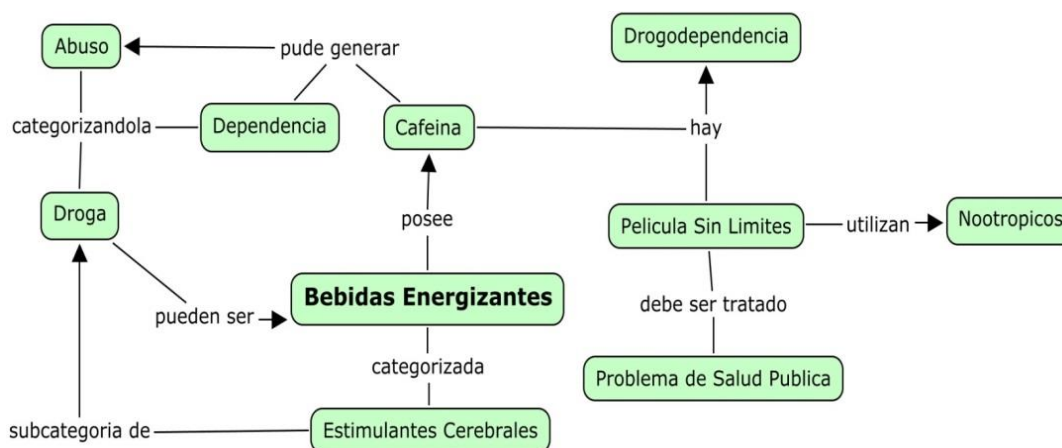 Drogodependencia
Abuso
pude generar
categorizandola
Dependencia
Cafeina
hay
Droga
posee
Pelicula Sin Limites
utilizan
Nootropicos
Bebidas Energizantes
pueden ser
debe ser tratado
categorizada
Problema de Salud Publica
subcategoria de
Estimulantes Cerebrales